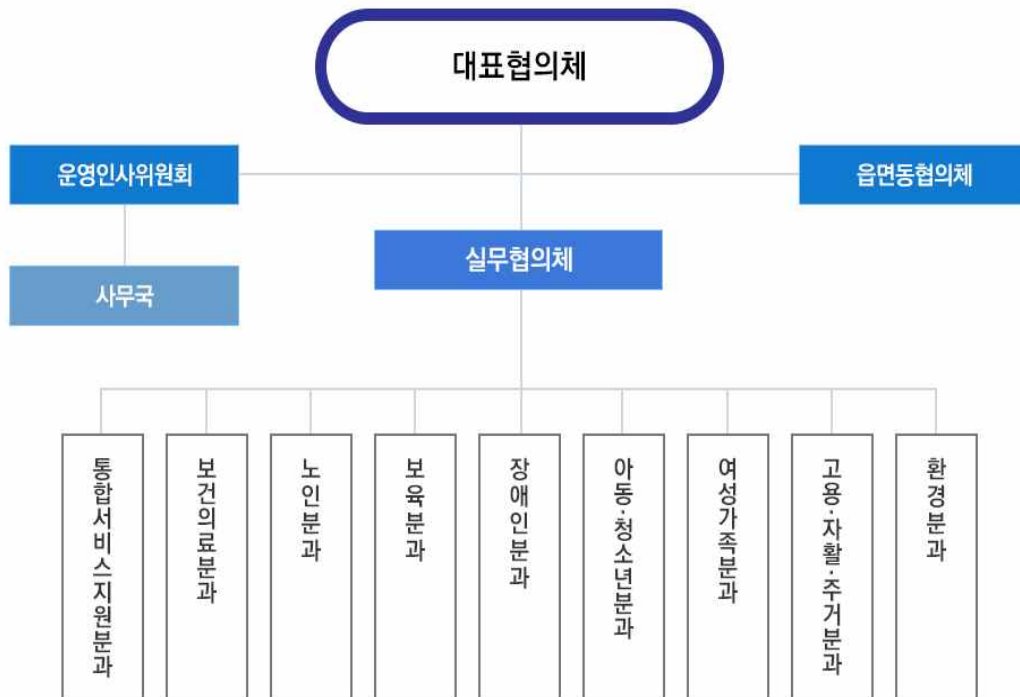 대표협의체
운영인사위원회
읍면동협의체
실무협의체
사무국
통합서비스지원분과
보건의료분과
노인분과
보육분과
장애인분과
아동·청소년분과
여성가족분과
고용·자활·주거분과
환경분과